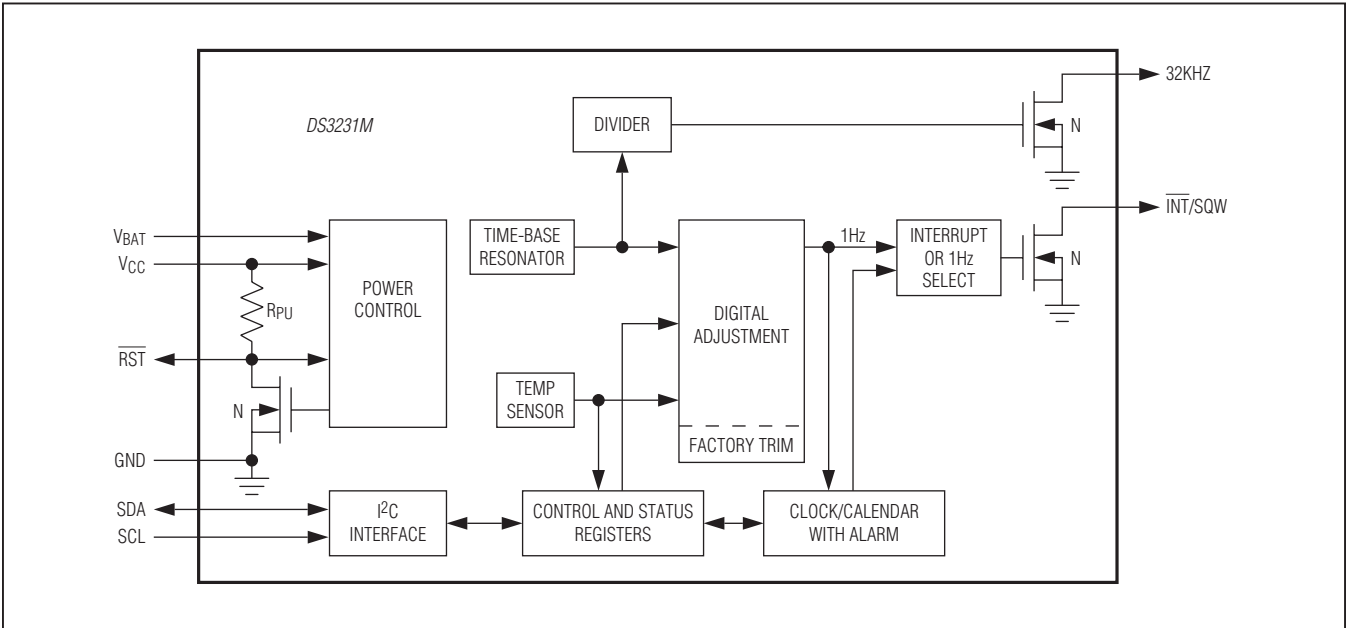 32KHZ
DS3231M
DIVIDER
N
INT/SQW
VBAT
VCC
TIME-BASE
RESONATOR
1Hz
INTERRUPT
OR 1Hz
SELECT
N
POWER
CONTROL
RPU
DIGITAL
ADJUSTMENT
RST
TEMP
SENSOR
N
FACTORY TRIM
GND
SDA
SCL
I²C
INTERFACE
CONTROL AND STATUS
REGISTERS
CLOCK/CALENDAR
WITH ALARM